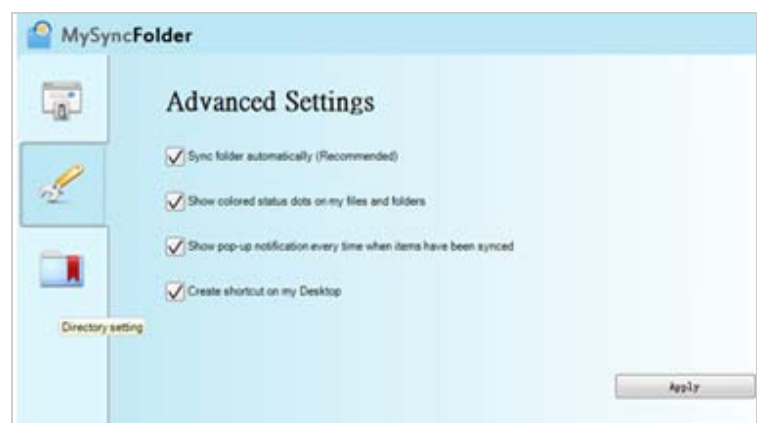 MySyncFolder
Advanced Settings
Sync folder automatically (Recommended)
Show colored status dots on my files and folders
Show pop-up notification every time when items have been synced
Create shortcut on my Desktop
Directory setting
Apply